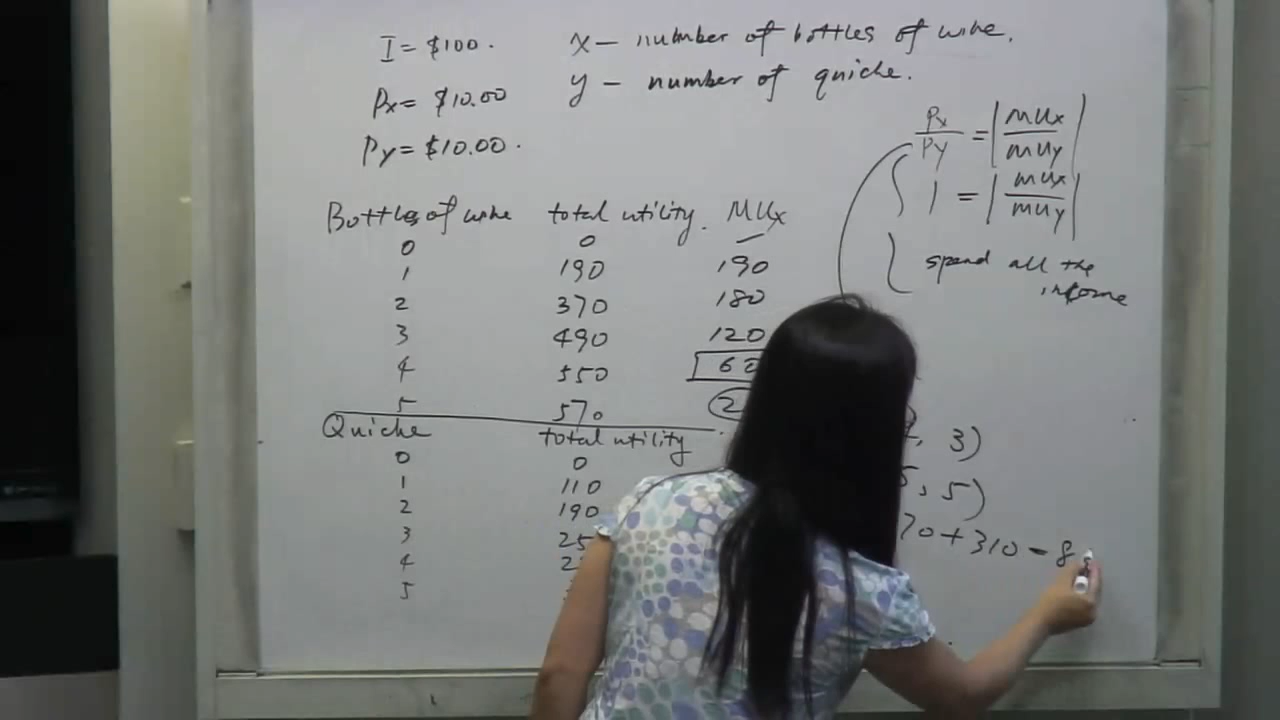 I = $100.
x — number of bottles of wine.
Px = $10.00
y — number of quiche.
Py = $10.00.
Px/Py = |MUx/MUy|
1 = |MUx/MUy|
spend all the income
Bottles of wine total utility. MUx
0 0 —
1 190 190
2 370 180
3 490 120
4 550
5 570
Quiche total utility
0 0
1 110
2 190
3
4
5
, 3)
, 5)
70 + 310 = 8